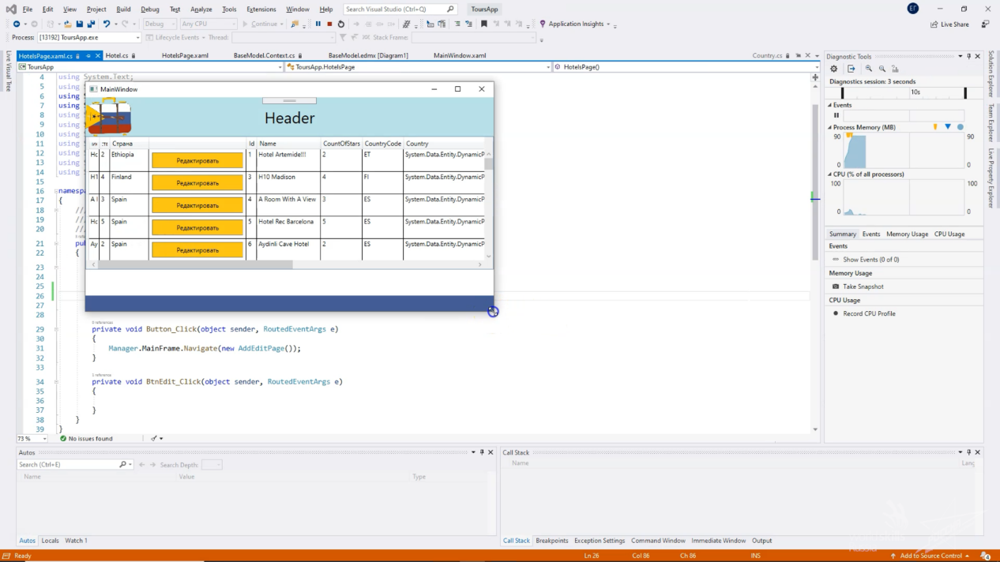 File Edit View Project Build Debug Test Analyze Tools Extensions Window Help Search Visual Studio (Ctrl+Q) ToursApp ЕГ
Debug Any CPU Continue Application Insights Live Share
Process: [13192] ToursApp.exe Lifecycle Events Thread: Stack Frame:
HotelsPage.xaml.cs Hotel.cs HotelsPage.xaml BaseModel.Context.cs BaseModel.edmx [Diagram1] MainWindow.xaml Country.cs
ToursApp ToursApp.HotelsPage HotelsPage()
Live Visual Tree
4 using System.Text;
5 using
6 using
7 using
8 using
9 using
10 using
11 using
12 using
13 using
14 using
15
16 namespa
17 {
18 ///
19 ///
20 ///
21 pu
22 {
23
24
25
26
27
28
0 references
29 private void Button_Click(object sender, RoutedEventArgs e)
30 {
31 Manager.MainFrame.Navigate(new AddEditPage());
32 }
33
34 private void BtnEdit_Click(object sender, RoutedEventArgs e)
35 {
36
37 }
38 }
39 }
MainWindow
Header
Страна Id Name CountOfStars CountryCode Country
Hc 2 Ethiopia Редактировать 1 Hotel Artemide!!! 2 ET System.Data.Entity.DynamicP
H1 4 Finland Редактировать 3 H10 Madison 4 FI System.Data.Entity.DynamicP
A I 3 Spain Редактировать 4 A Room With A View 3 ES System.Data.Entity.DynamicP
Hc 5 Spain Редактировать 5 Hotel Rec Barcelona 5 ES System.Data.Entity.DynamicP
Ay 2 Spain Редактировать 6 Aydinli Cave Hotel 2 ES System.Data.Entity.DynamicP
73 % No issues found
Diagnostic Tools
Diagnostics session: 3 seconds
10s
Events
Process Memory (MB)
90 90
0 0
CPU (% of all processors)
100 100
0 0
Summary Events Memory Usage CPU Usage
Events
Show Events (0 of 0)
Memory Usage
Take Snapshot
CPU Usage
Record CPU Profile
Solution Explorer
Team Explorer
Live Property Explorer
Autos
Search (Ctrl+E) Search Depth:
Name Value Type
Autos Locals Watch 1
Call Stack
Name Lang
Call Stack Breakpoints Exception Settings Command Window Immediate Window Output
Ready Ln 26 Col 86 Ch 86 INS Add to Source Control 4